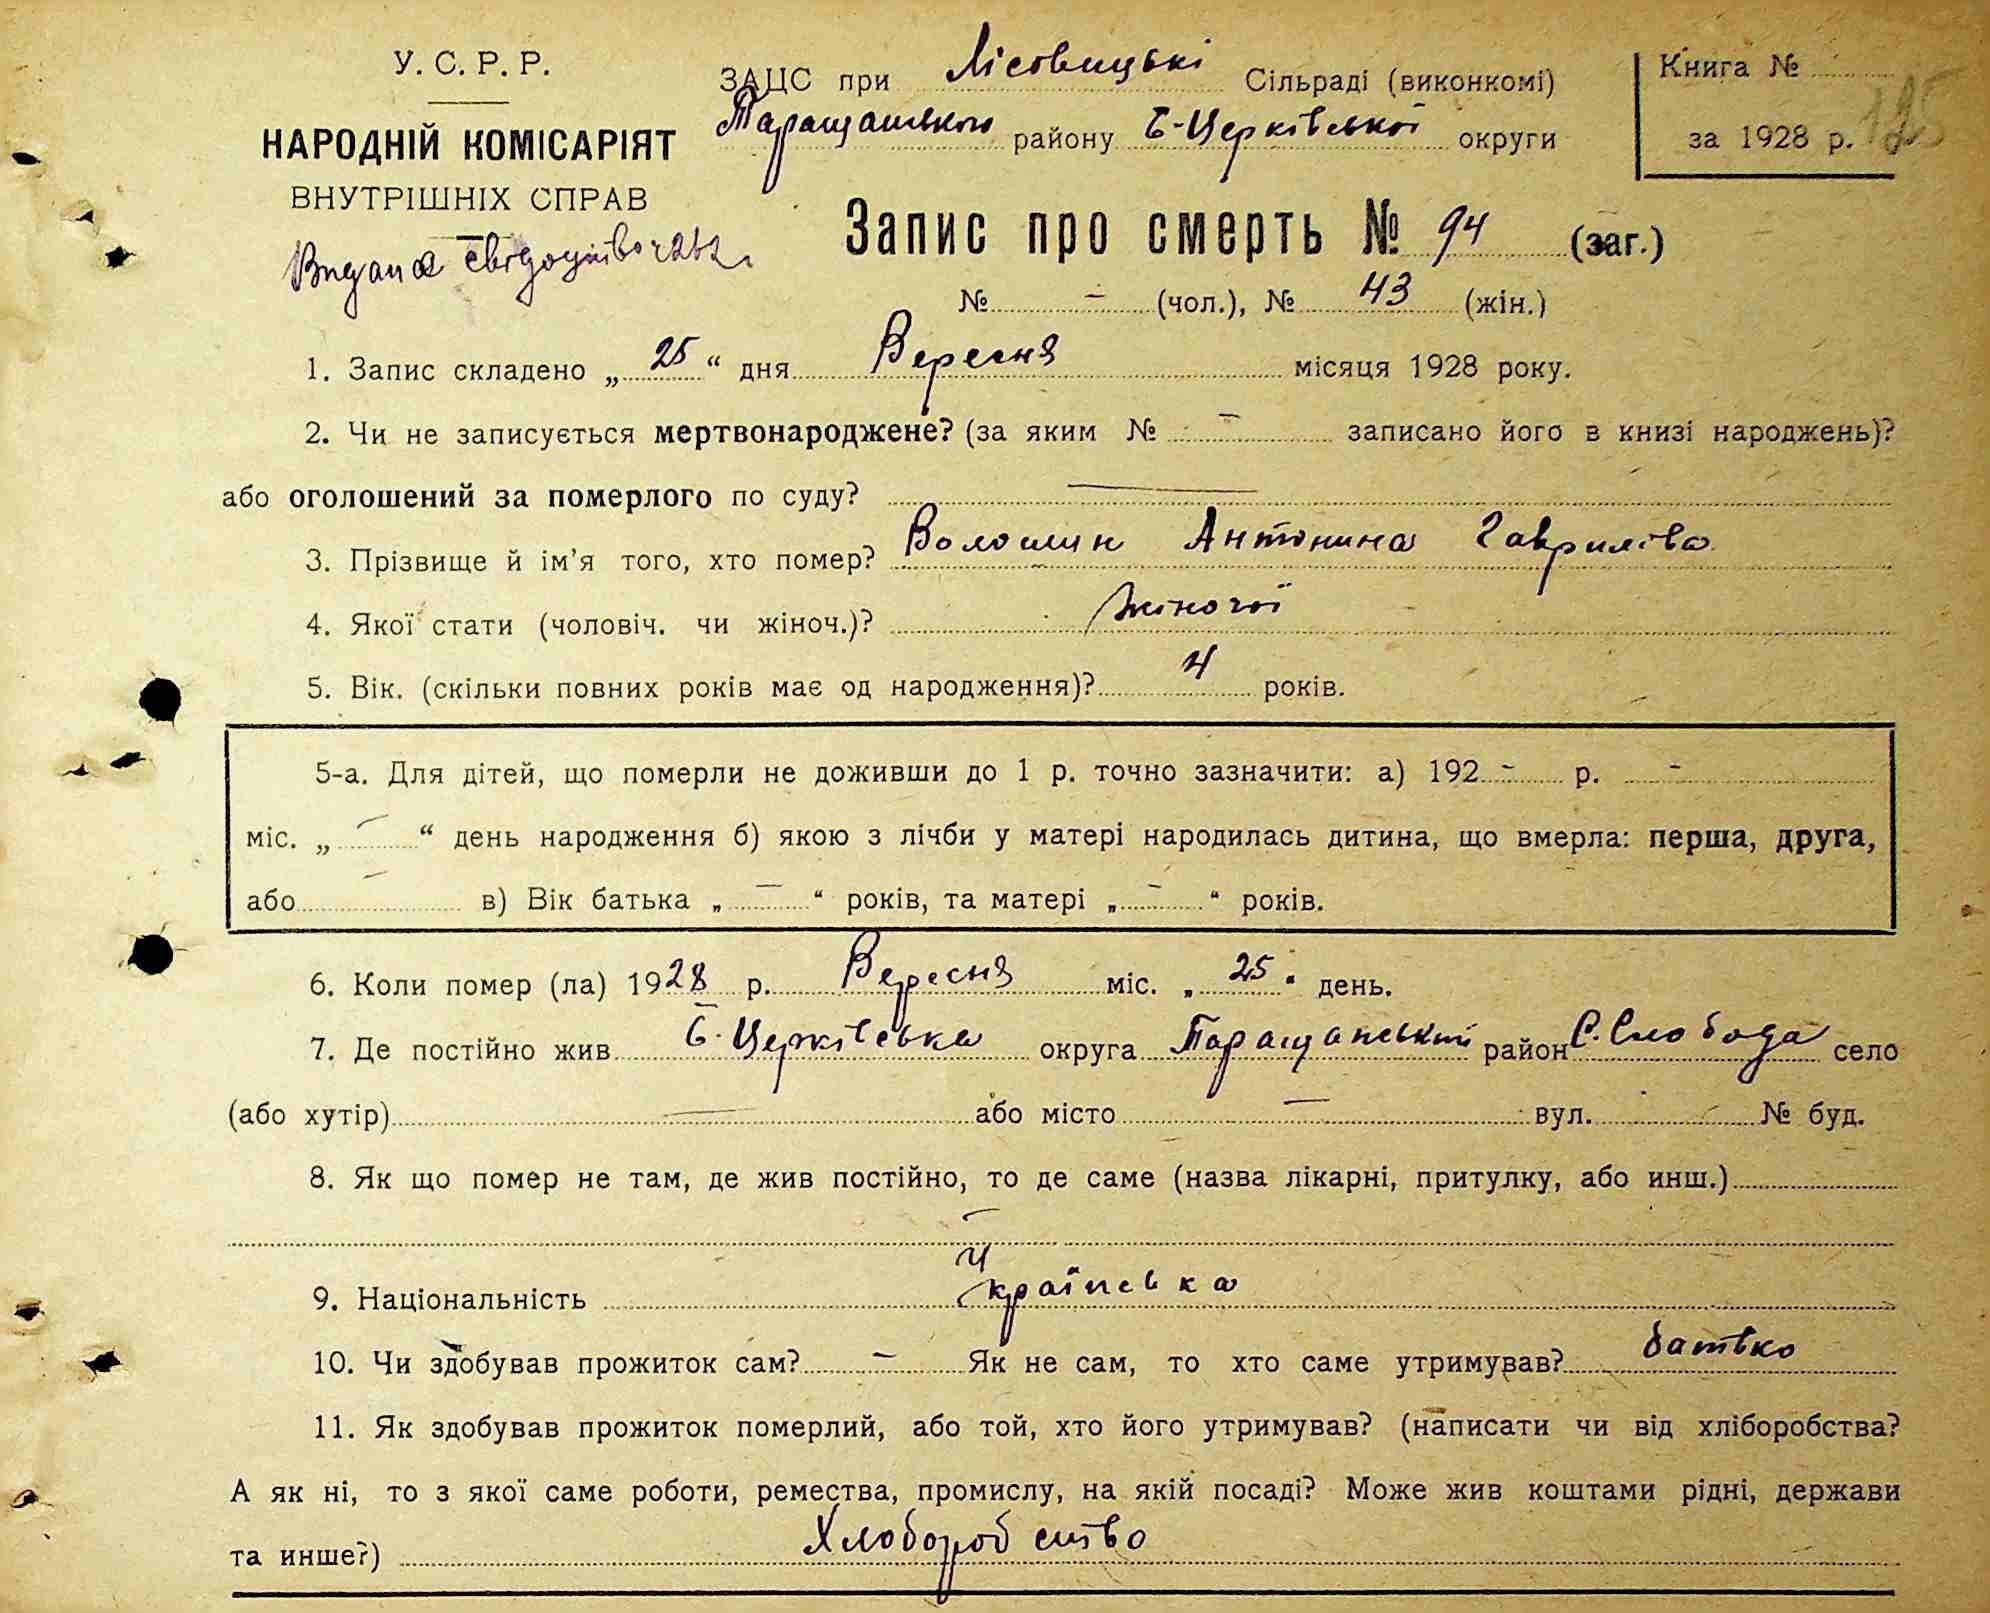 У. С. Р. Р.
НАРОДНІЙ КОМІСАРІЯТ
ВНУТРІШНІХ СПРАВ
Видана свідоцтво
ЗАЦС при Лісовицькі Сільраді (виконкомі)
Таращанського району Б-Церківської округи
Книга №
за 1928 р. 125
Запис про смерть № 94 (заг.)
№ – (чол.), № 43 (жін.)
1. Запис складено „ 25 “ дня Вересня місяця 1928 року.
2. Чи не записується мертвонароджене? (за яким № – записано його в книзі народжень)?
або оголошений за померлого по суду? —
3. Прізвище й ім’я того, хто помер? Волошин Антонина Гаврилова
4. Якої стати (чоловіч. чи жіноч.)? Жіночої
5. Вік. (скільки повних років має од народження)? 4 років.
5-а. Для дітей, що померли не доживши до 1 р. точно зазначити: а) 192 – р. –
міс. „ – “ день народження б) якою з лічби у матері народилась дитина, що вмерла: перша, друга,
або – в) Вік батька „ – “ років, та матері „ – “ років.
6. Коли помер (ла) 1928 р. Вересня міс. „ 25 “ день.
7. Де постійно жив Б-Церківська округа Таращанський район С. Слобода село
(або хутір) — або місто — вул. – № буд.
8. Як що помер не там, де жив постійно, то де саме (назва лікарні, притулку, або инш.)
–
9. Національність Українська
10. Чи здобував прожиток сам? – Як не сам, то хто саме утримував? батько
11. Як здобував прожиток померлий, або той, хто його утримував? (написати чи від хліборобства?
А як ні, то з якої саме роботи, ремества, промислу, на якій посаді? Може жив коштами рідні, держави
та инше?) Хлоборобство